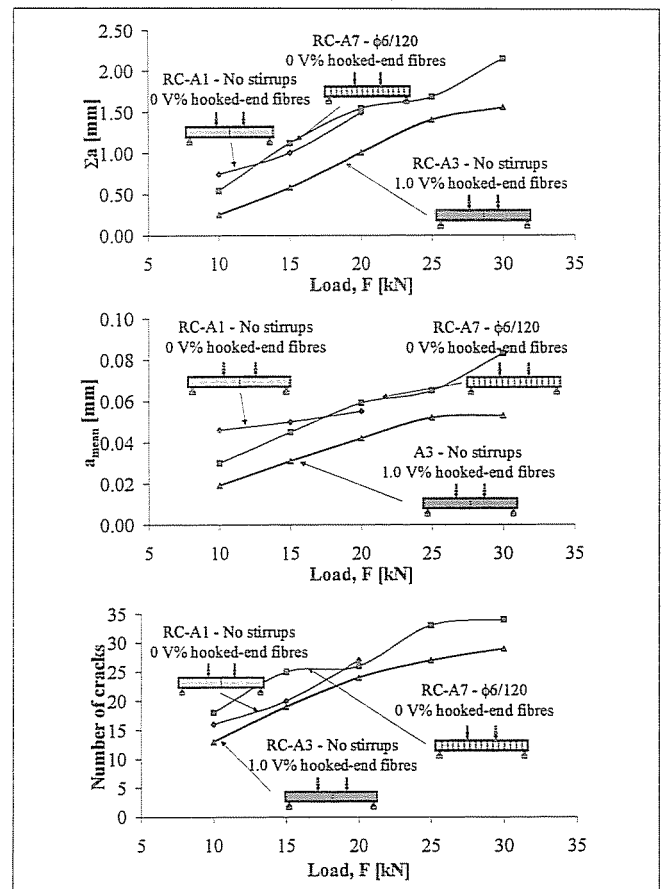 RC-A7 - ϕ6/120
0 V% hooked-end fibres
RC-A1 - No stirrups
0 V% hooked-end fibres
RC-A3 - No stirrups
1.0 V% hooked-end fibres
Σa [mm]
2.50
2.00
1.50
1.00
0.50
0.00
5 10 15 20 25 30 35
Load, F [kN]
RC-A1 - No stirrups
0 V% hooked-end fibres
RC-A7 - ϕ6/120
0 V% hooked-end fibres
A3 - No stirrups
1.0 V% hooked-end fibres
a mean [mm]
0.10
0.08
0.06
0.04
0.02
0.00
5 10 15 20 25 30 35
Load, F [kN]
RC-A1 - No stirrups
0 V% hooked-end fibres
RC-A7 - ϕ6/120
0 V% hooked-end fibres
RC-A3 - No stirrups
1.0 V% hooked-end fibres
Number of cracks
35
30
25
20
15
10
5
0
5 10 15 20 25 30 35
Load, F [kN]